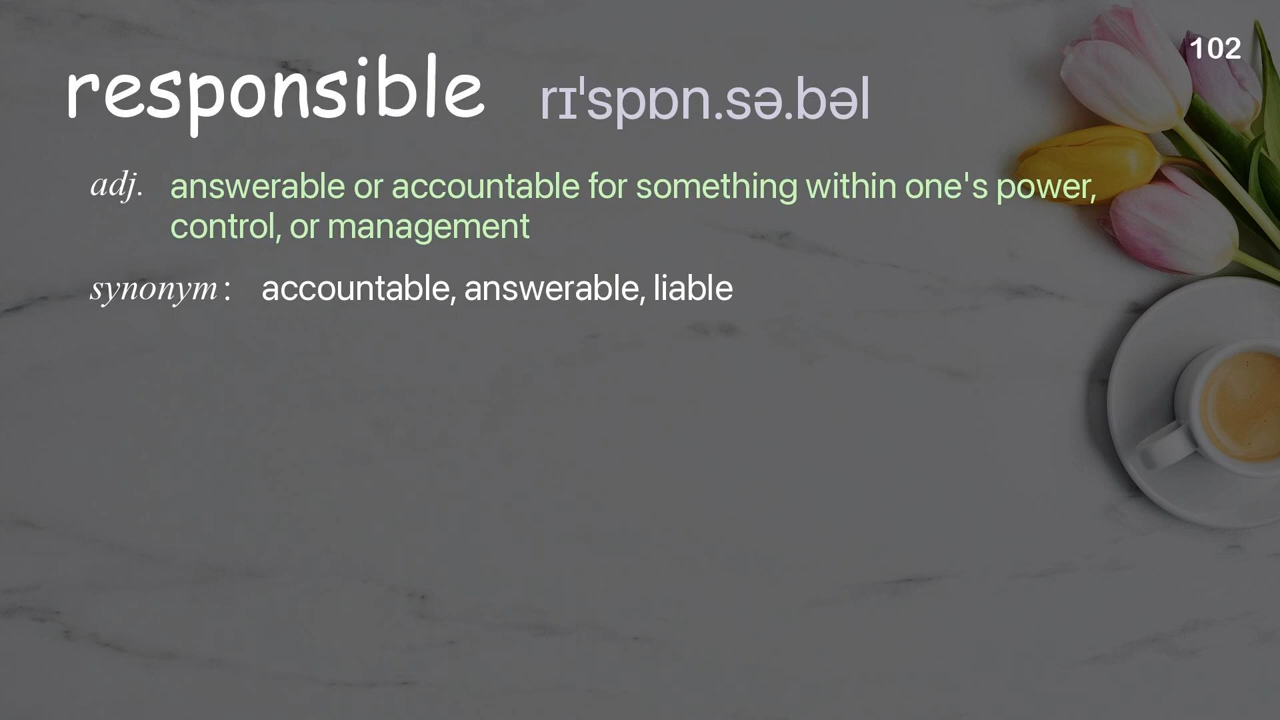 102
responsible rɪˈspɒn.sə.bəl
adj. answerable or accountable for something within one's power,
control, or management
synonym : accountable, answerable, liable